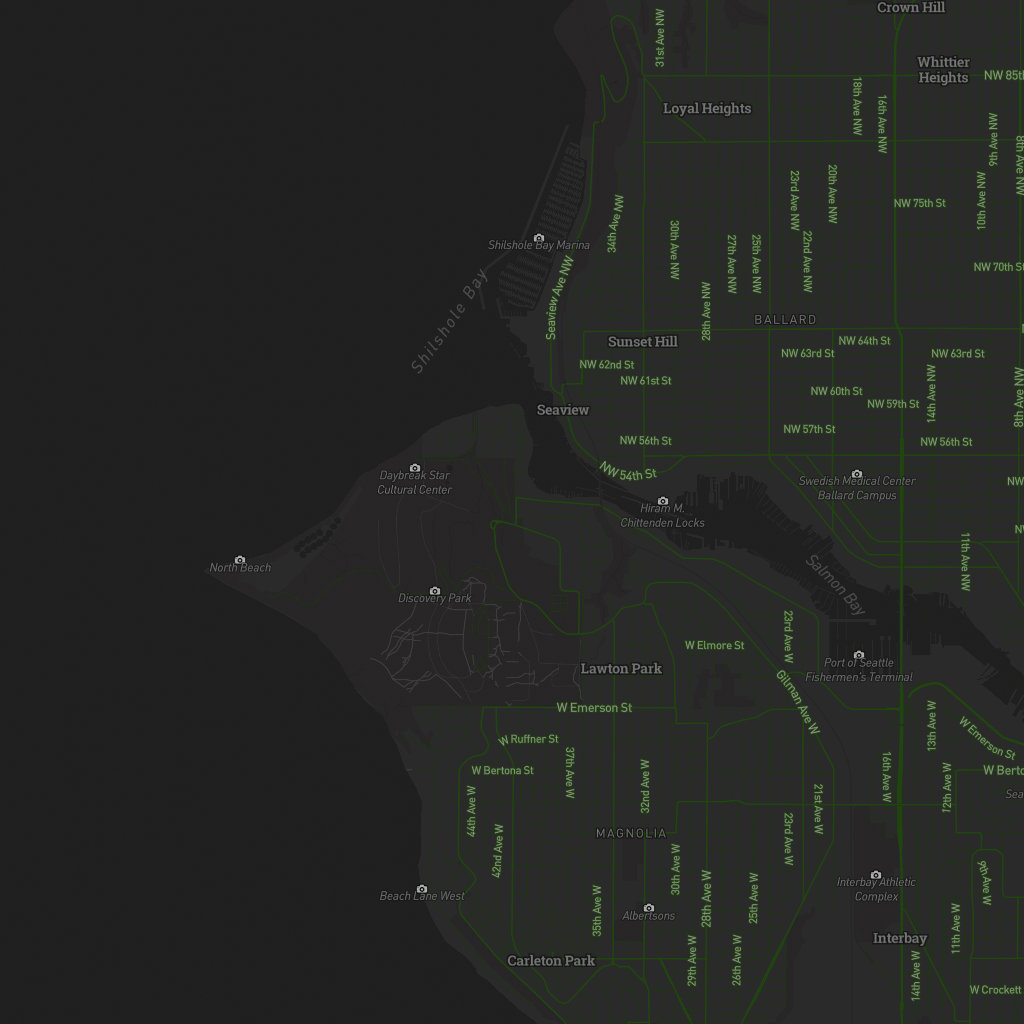 Crown Hill
31st Ave NW
Whittier
Heights
NW 85th
Loyal Heights
18th Ave NW
16th Ave NW
9th Ave NW
8th Ave NW
23rd Ave NW
20th Ave NW
10th Ave NW
34th Ave NW
NW 75th St
30th Ave NW
27th Ave NW
25th Ave NW
22nd Ave NW
Shilshole Bay Marina
NW 70th St
Seaview Ave NW
28th Ave NW
Shilshole Bay
BALLARD
Sunset Hill
NW 64th St
NW 63rd St
NW 63rd St
NW 62nd St
NW 61st St
14th Ave NW
8th Ave NW
NW 60th St
NW 59th St
Seaview
NW 57th St
NW 56th St
NW 56th St
NW 54th St
Daybreak Star
Cultural Center
Swedish Medical Center
Ballard Campus
NW
Hiram M.
Chittenden Locks
11th Ave NW
North Beach
Salmon Bay
Discovery Park
23rd Ave W
W Elmore St
Lawton Park
Port of Seattle
Fishermen's Terminal
Gilman Ave W
W Emerson St
13th Ave W
W Emerson St
W Ruffner St
37th Ave W
W Bertona St
32nd Ave W
16th Ave W
12th Ave W
W Berto
44th Ave W
21st Ave W
Sea
MAGNOLIA
42nd Ave W
23rd Ave W
30th Ave W
9th Ave W
Beach Lane West
28th Ave W
25th Ave W
Interbay Athletic
Complex
35th Ave W
Albertsons
11th Ave W
Interbay
29th Ave W
26th Ave W
Carleton Park
14th Ave W
W Crockett